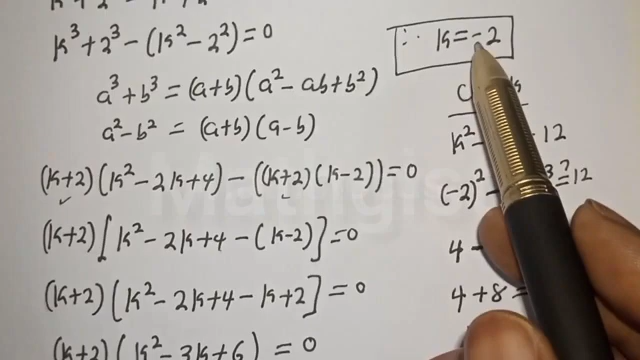 k³ + 2³ - (k² - 2²) = 0
a³ + b³ = (a+b)(a² - ab + b²)
a² - b² = (a+b)(a-b)
(k+2)(k² - 2k + 4) - ((k+2)(k-2)) = 0
(k+2)[k² - 2k + 4 - (k-2)] = 0
(k+2)(k² - 2k + 4 - k + 2] = 0
(k+2)(k² - 3k + 6) = 0
∴ k = -2
k² 12
(-2)² - 3 ?= 12
4 -
4 + 8 =